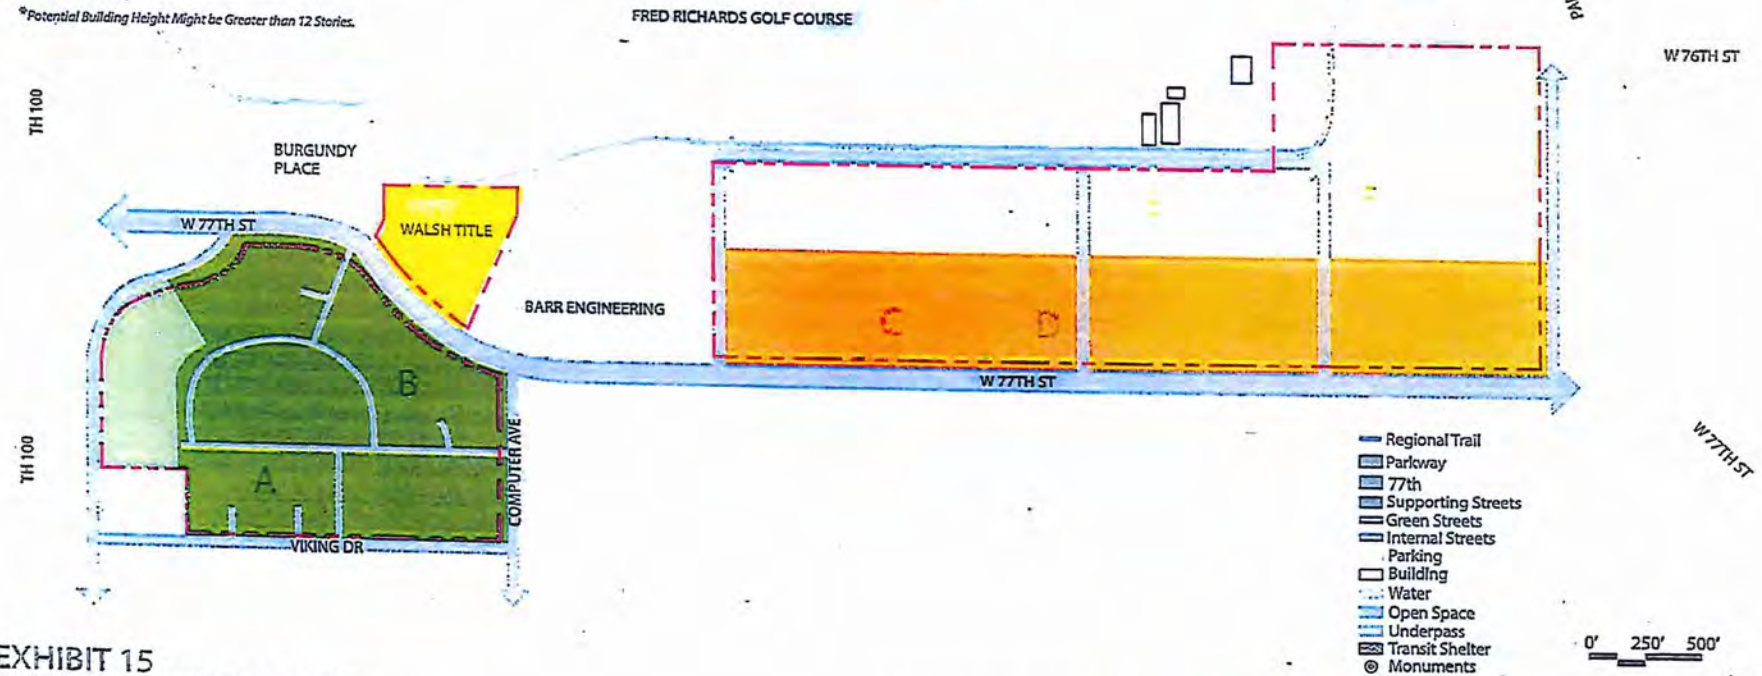 *Potential Building Height Might be Greater than 12 Stories.
FRED RICHARDS GOLF COURSE
W 76TH ST
TH 100
BURGUNDY
PLACE
W 77TH ST
WALSH TITLE
BARR ENGINEERING
C
D
W 77TH ST
B
COMPUTER AVE
A
VIKING DR
TH 100
W 77TH ST
Regional Trail
Parkway
77th
Supporting Streets
Green Streets
Internal Streets
Parking
Building
Water
Open Space
Underpass
Transit Shelter
Monuments
0' 250' 500'
EXHIBIT 15